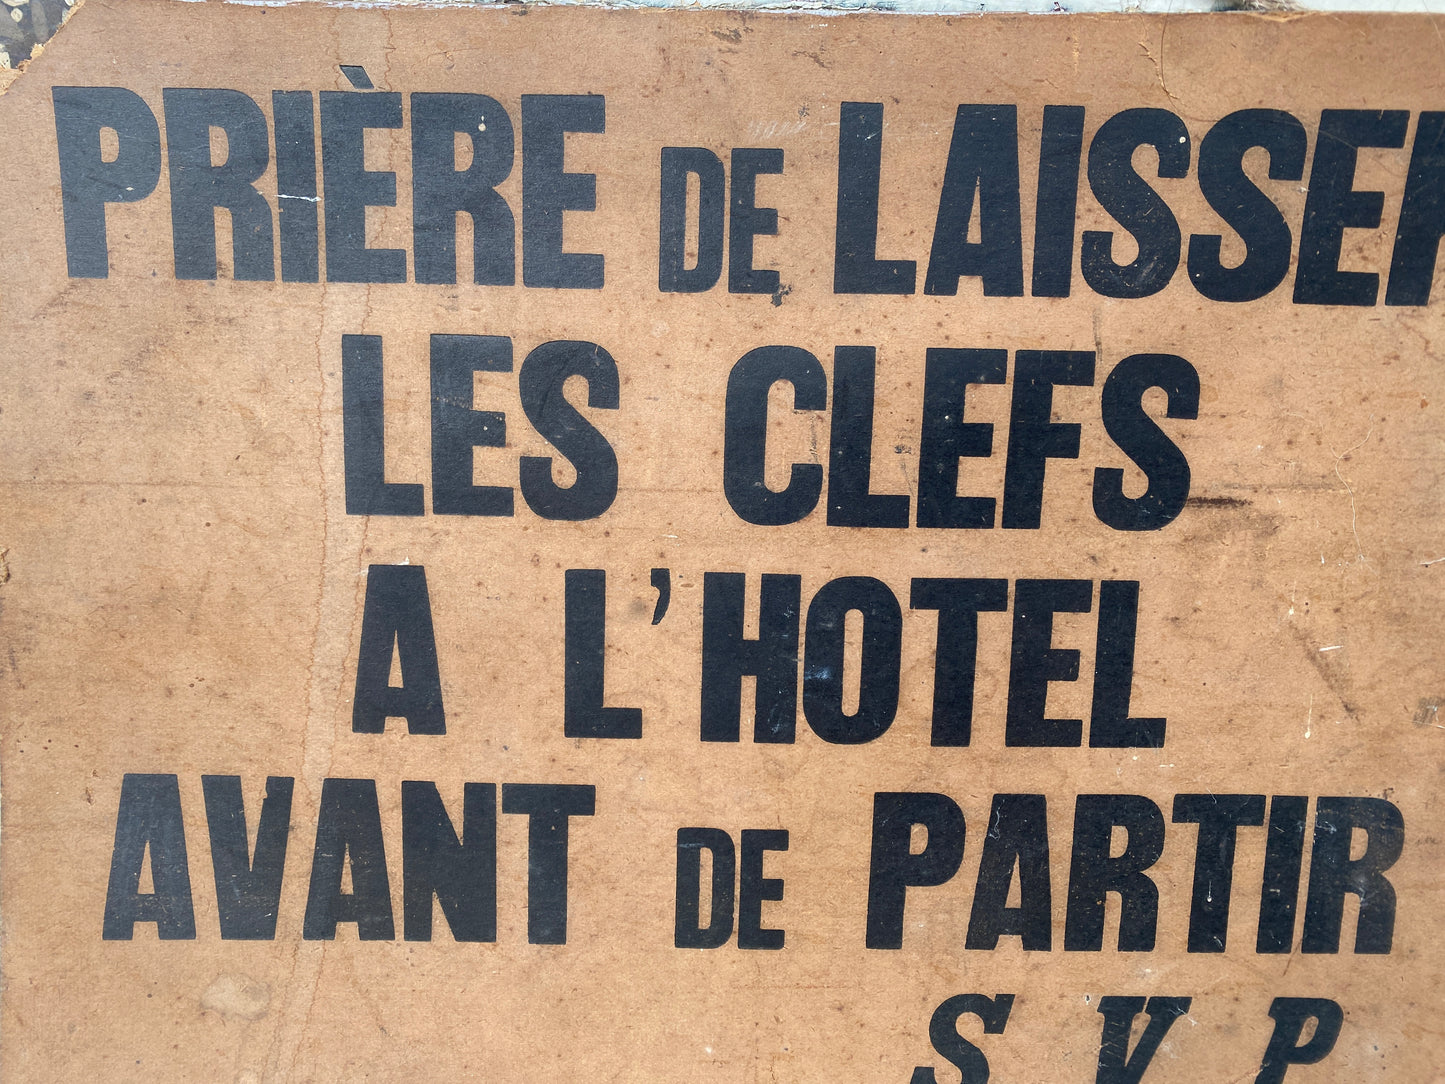 PRIÈRE DE LAISSER
LES CLEFS
A L'HOTEL
AVANT DE PARTIR
S V P